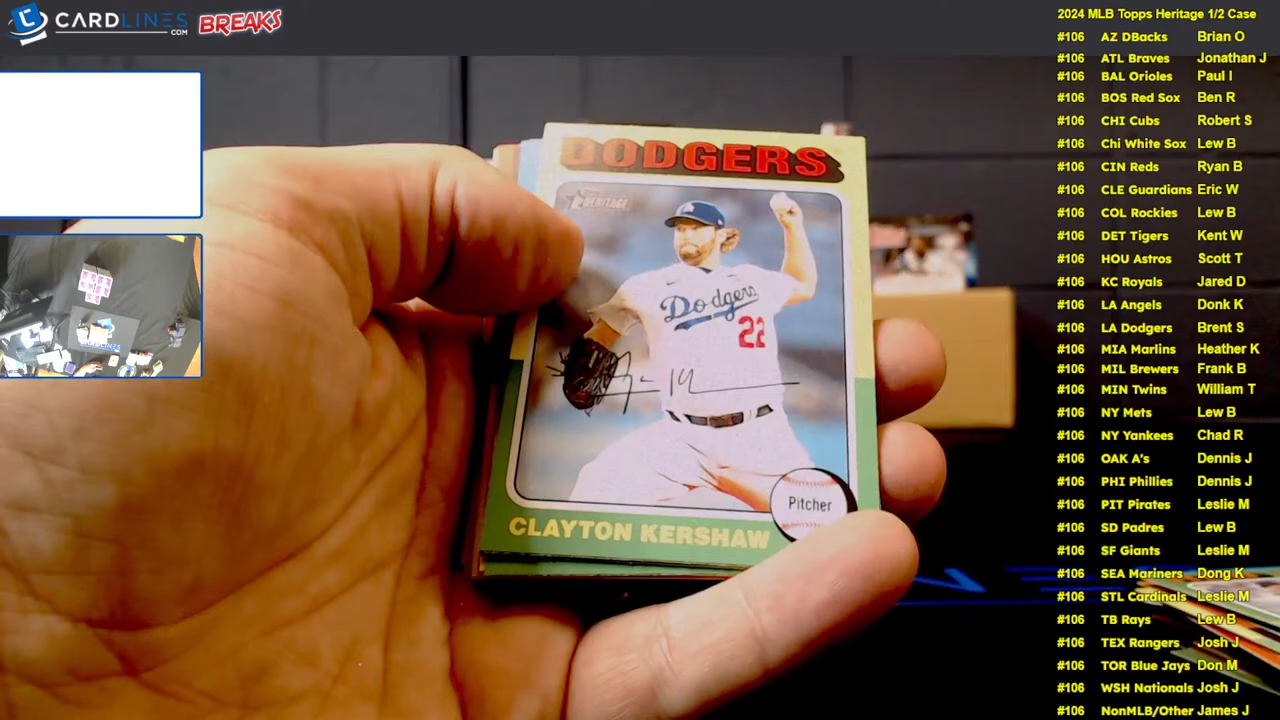 CARDLINES
.COM
BREAKS
DODGERS
HERITAGE
Dodgers
22
Pitcher
CLAYTON KERSHAW
2024 MLB Topps Heritage 1/2 Case
#106 AZ DBacks Brian O
#106 ATL Braves Jonathan J
#106 BAL Orioles Paul I
#106 BOS Red Sox Ben R
#106 CHI Cubs Robert S
#106 Chi White Sox Lew B
#106 CIN Reds Ryan B
#106 CLE Guardians Eric W
#106 COL Rockies Lew B
#106 DET Tigers Kent W
#106 HOU Astros Scott T
#106 KC Royals Jared D
#106 LA Angels Donk K
#106 LA Dodgers Brent S
#106 MIA Marlins Heather K
#106 MIL Brewers Frank B
#106 MIN Twins William T
#106 NY Mets Lew B
#106 NY Yankees Chad R
#106 OAK A's Dennis J
#106 PHI Phillies Dennis J
#106 PIT Pirates Leslie M
#106 SD Padres Lew B
#106 SF Giants Leslie M
#106 SEA Mariners Dong K
#106 STL Cardinals Leslie M
#106 TB Rays Lew B
#106 TEX Rangers Josh J
#106 TOR Blue Jays Don M
#106 WSH Nationals Josh J
#106 NonMLB/Other James J